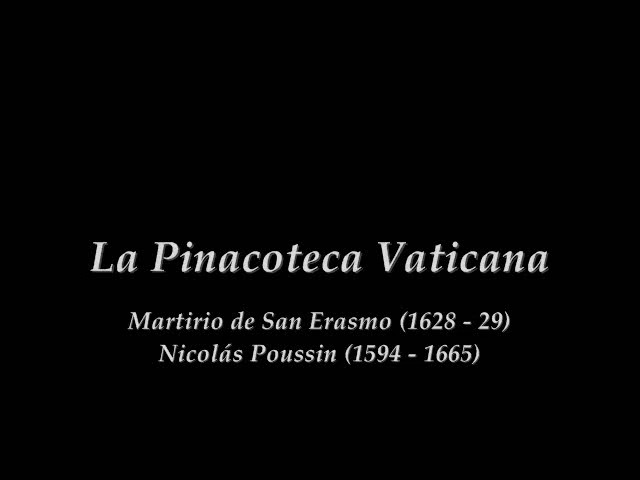 La Pinacoteca Vaticana
Martirio de San Erasmo (1628 - 29)
Nicolás Poussin (1594 - 1665)